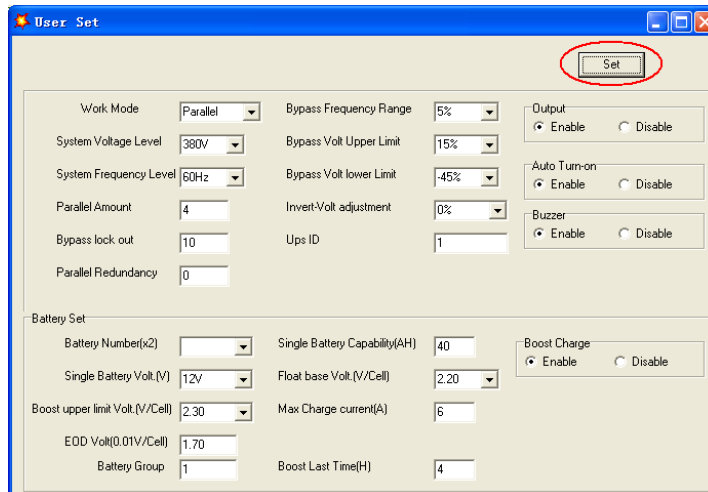 User Set
Set
Work Mode Parallel Bypass Frequency Range 5% Output
Enable Disable
System Voltage Level 380V Bypass Volt Upper Limit 15%
System Frequency Level 60Hz Bypass Volt lower Limit -45% Auto Turn-on
Enable Disable
Parallel Amount 4 Invert-Volt adjustment 0% Buzzer
Bypass lock out 10 Ups ID 1 Enable Disable
Parallel Redundancy 0
Battery Set
Battery Number(x2) Single Battery Capability(AH) 40 Boost Charge
Enable Disable
Single Battery Volt.(V) 12V Float base Volt.(V/Cell) 2.20
Boost upper limit Volt.(V/Cell) 2.30 Max Charge current(A) 6
EOD Volt(0.01V/Cell) 1.70
Battery Group 1 Boost Last Time(H) 4